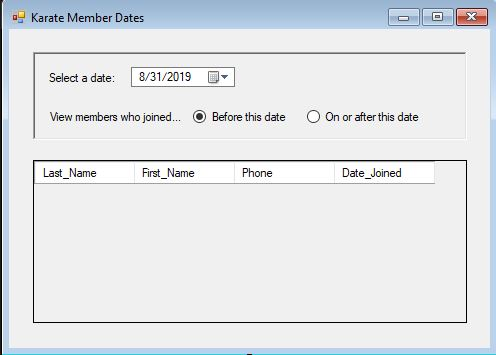 Karate Member Dates
Select a date: 8/31/2019
View members who joined... Before this date On or after this date
Last_Name First_Name Phone Date_Joined